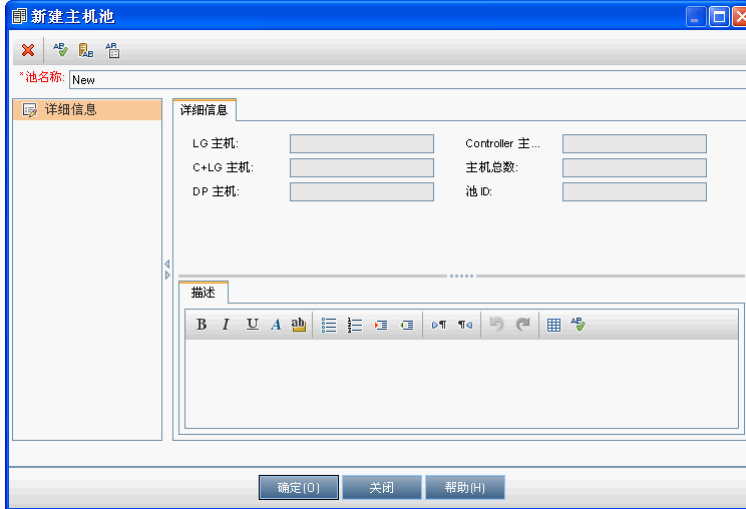 新建主机池
*池名称: New
详细信息
详细信息
LG 主机:
Controller 主...
C+LG 主机:
主机总数:
DP 主机:
池 ID:
描述
B I U A ab
确定(O) 关闭 帮助(H)